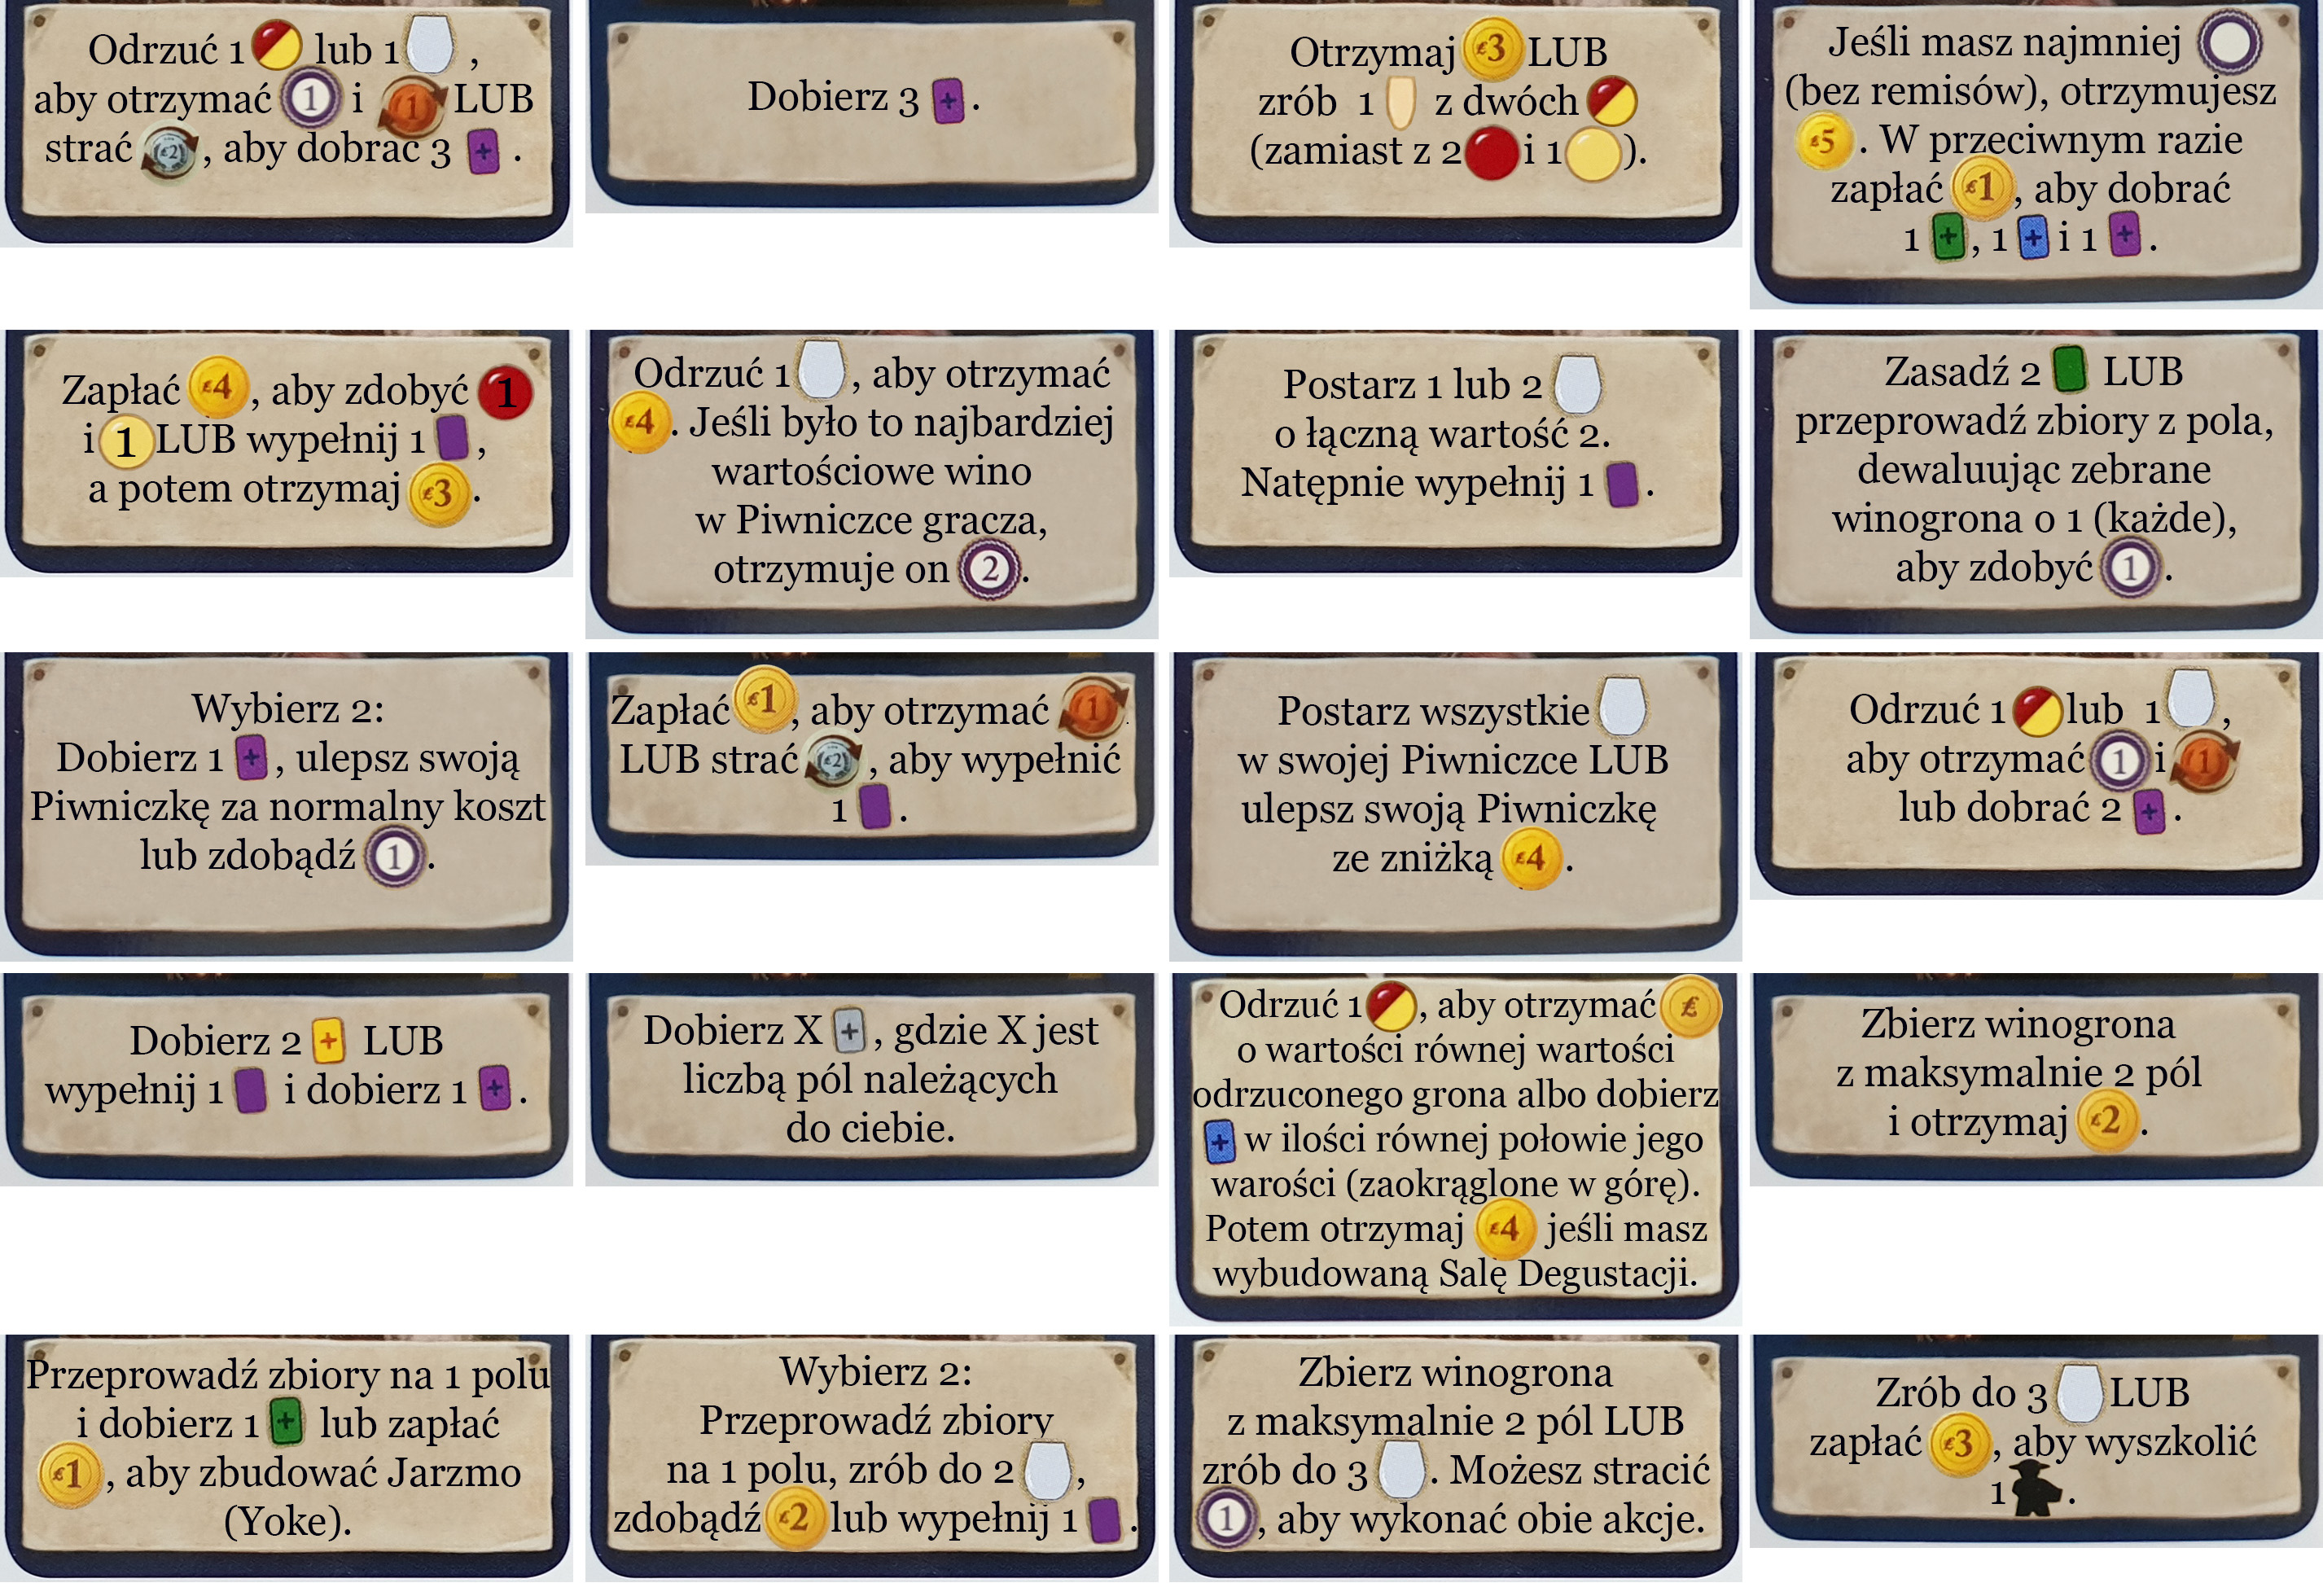 Odrzuć 1 lub 1 ,
aby otrzymać 1 i 1 LUB
strać £2 , aby dobrać 3 + .
Dobierz 3 + .
Otrzymaj £3 LUB
zrób 1 z dwóch
(zamiast z 2 i 1 ).
Jeśli masz najmniej
(bez remisów), otrzymujesz
£5 . W przeciwnym razie
zapłać £1 , aby dobrać
1 + , 1 + i 1 + .
Zapłać £4 , aby zdobyć 1
i 1 LUB wypełnij 1 ,
a potem otrzymaj £3 .
Odrzuć 1 , aby otrzymać
£4 . Jeśli było to najbardziej
wartościowe wino
w Piwniczce gracza,
otrzymuje on 2 .
Postarz 1 lub 2
o łączną wartość 2.
Natępnie wypełnij 1 .
Zasadź 2 LUB
przeprowadź zbiory z pola,
dewaluując zebrane
winogrona o 1 (każde),
aby zdobyć 1 .
Wybierz 2:
Dobierz 1 + , ulepsz swoją
Piwniczkę za normalny koszt
lub zdobądź 1 .
Zapłać £1 , aby otrzymać 1 .
LUB strać £2 , aby wypełnić
1 .
Postarz wszystkie
w swojej Piwniczce LUB
ulepsz swoją Piwniczkę
ze zniżką £4 .
Odrzuć 1 lub 1 ,
aby otrzymać 1 i 1
lub dobrać 2 + .
Dobierz 2 + LUB
wypełnij 1 i dobierz 1 + .
Dobierz X + , gdzie X jest
liczbą pól należących
do ciebie.
Odrzuć 1 , aby otrzymać £
o wartości równej wartości
odrzuconego grona albo dobierz
+ w ilości równej połowie jego
warości (zaokrąglone w górę).
Potem otrzymaj £4 jeśli masz
wybudowaną Salę Degustacji.
Zbierz winogrona
z maksymalnie 2 pól
i otrzymaj £2 .
Przeprowadź zbiory na 1 polu
i dobierz 1 + lub zapłać
£1 , aby zbudować Jarzmo
(Yoke).
Wybierz 2:
Przeprowadź zbiory
na 1 polu, zrób do 2 ,
zdobądź £2 lub wypełnij 1 .
Zbierz winogrona
z maksymalnie 2 pól LUB
zrób do 3 . Możesz stracić
1 , aby wykonać obie akcje.
Zrób do 3 LUB
zapłać £3 , aby wyszkolić
1 .